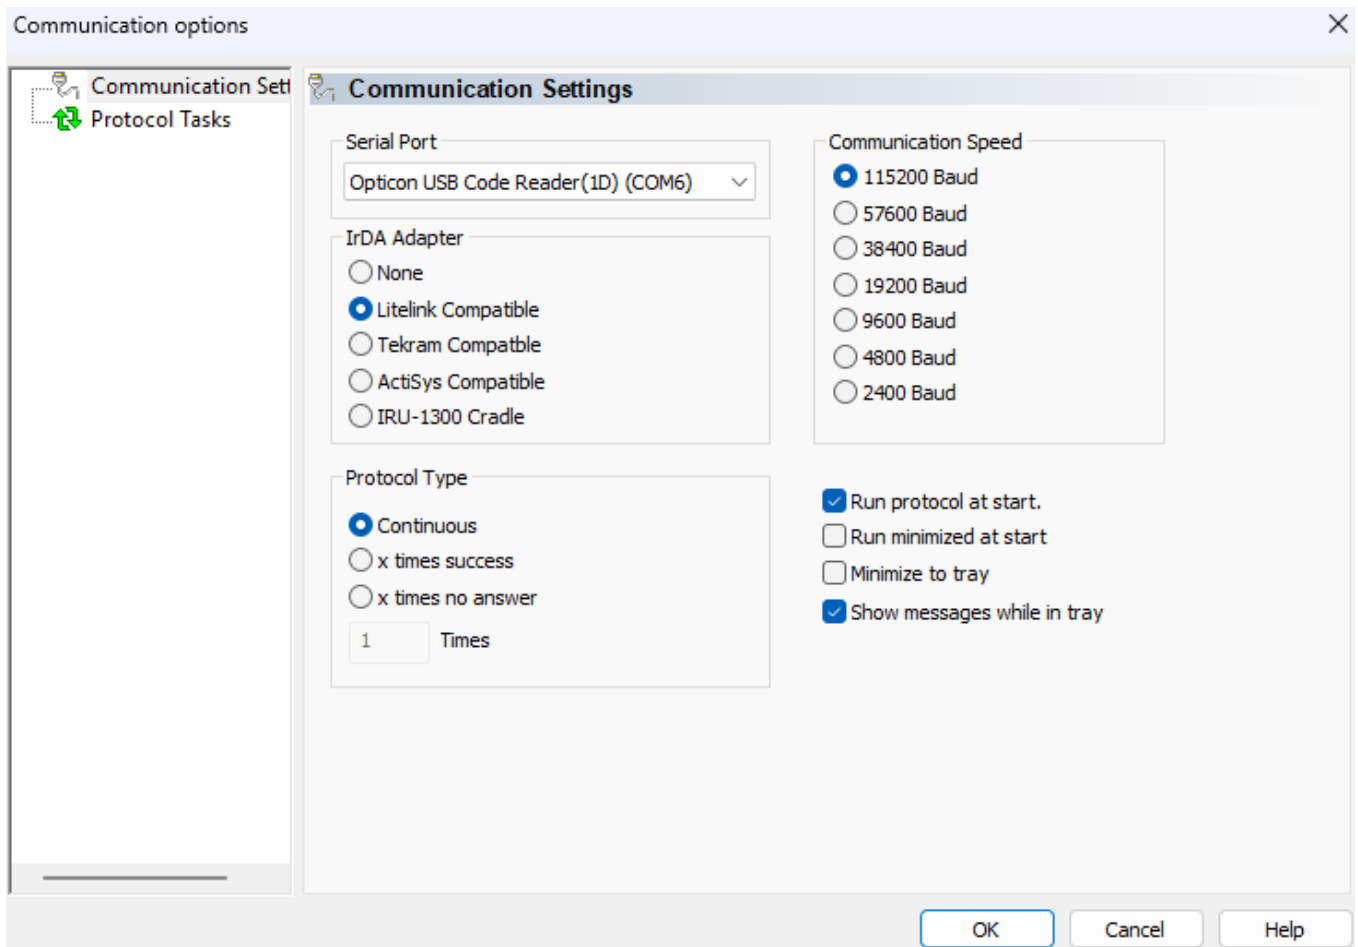 Communication options
Communication Sett
Protocol Tasks
Communication Settings
Serial Port
Opticon USB Code Reader(1D) (COM6)
IrDA Adapter
None
Litelink Compatible
Tekram Compatble
ActiSys Compatible
IRU-1300 Cradle
Protocol Type
Continuous
x times success
x times no answer
1 Times
Communication Speed
115200 Baud
57600 Baud
38400 Baud
19200 Baud
9600 Baud
4800 Baud
2400 Baud
Run protocol at start.
Run minimized at start
Minimize to tray
Show messages while in tray
OK Cancel Help